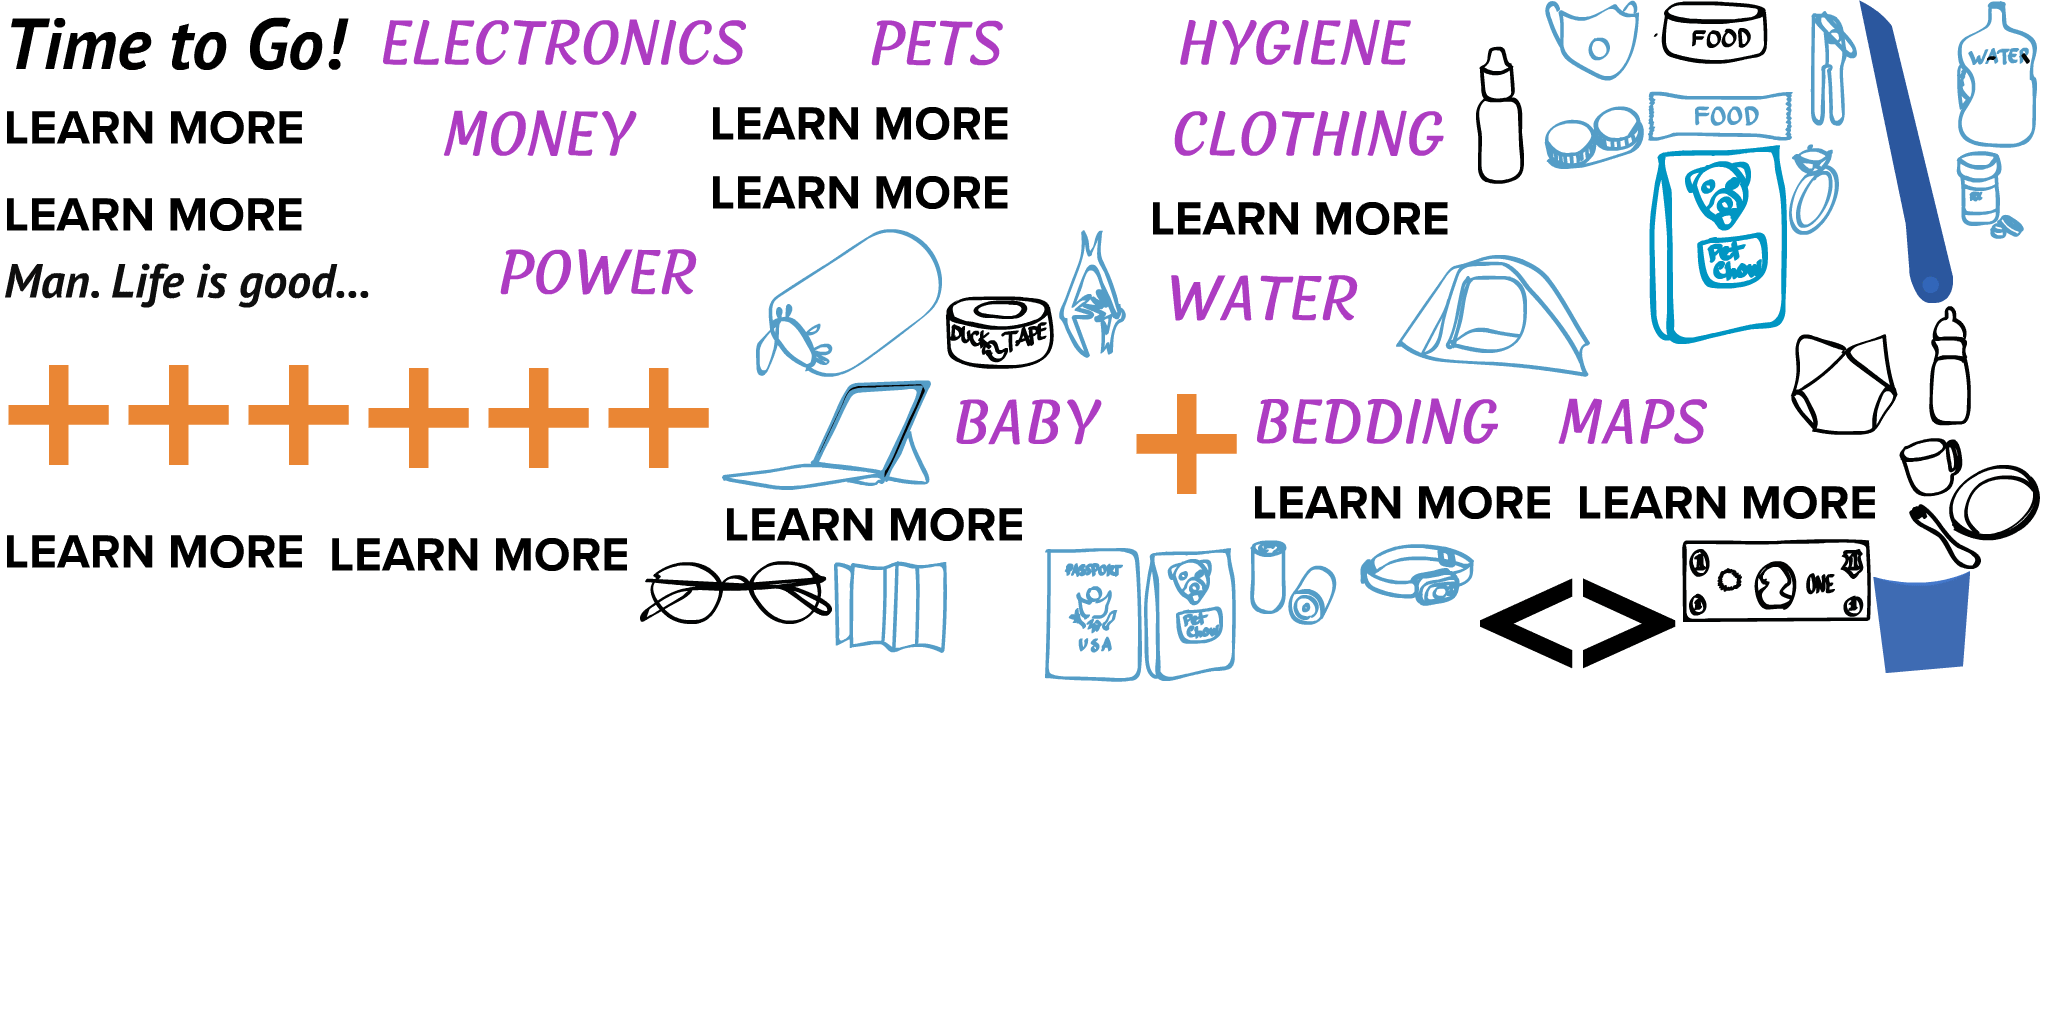 Time to Go!
ELECTRONICS
PETS
HYGIENE
FOOD
WATER
LEARN MORE
MONEY
LEARN MORE
CLOTHING
FOOD
LEARN MORE
LEARN MORE
LEARN MORE
Rx
Man. Life is good...
POWER
WATER
Pet
Chow
DUCK TAPE
BABY
BEDDING
MAPS
LEARN MORE
LEARN MORE
LEARN MORE
LEARN MORE
LEARN MORE
PASSPORT
USA
Pet
Chow
ONE